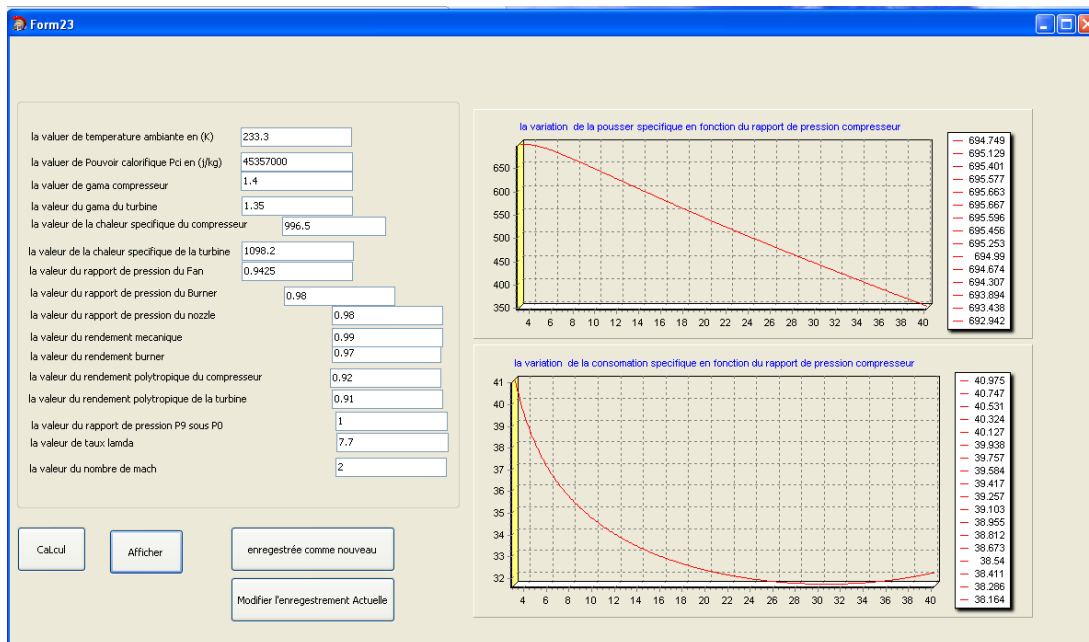 Form23
la valuer de temperature ambiante en (K) 233.3
la valuer de Pouvoir calorifique Pci en (j/kg) 45357000
la valuer de gama compresseur 1.4
la valeur du gama du turbine 1.35
la valeur de la chaleur specifique du compresseur 996.5
la valeur de la chaleur specifique de la turbine 1098.2
la valeur du rapport de pression du Fan 0.9425
la valeur du rapport de pression du Burner 0.98
la valeur du rapport de pression du nozzle 0.98
la valeur du rendement mecanique 0.99
la valeur du rendement burner 0.97
la valeur du rendement polytropique du compresseur 0.92
la valeur du rendement polytropique de la turbine 0.91
la valeur du rapport de pression P9 sous P0 1
la valeur de taux lamda 7.7
la valeur du nombre de mach 2
CaLcul
Afficher
enregestrée comme nouveau
Modifier l'enregestrement Actuelle
la variation de la pousser specifique en fonction du rapport de pression compresseur
650
600
550
500
450
400
350
4 6 8 10 12 14 16 18 20 22 24 26 28 30 32 34 36 38 40
694.749
695.129
695.401
695.577
695.663
695.667
695.596
695.456
695.253
694.99
694.674
694.307
693.894
693.438
692.942
la variation de la consomation specifique en fonction du rapport de pression compresseur
41
40
39
38
37
36
35
34
33
32
4 6 8 10 12 14 16 18 20 22 24 26 28 30 32 34 36 38 40
40.975
40.747
40.531
40.324
40.127
39.938
39.757
39.584
39.417
39.257
39.103
38.955
38.812
38.673
38.54
38.411
38.286
38.164